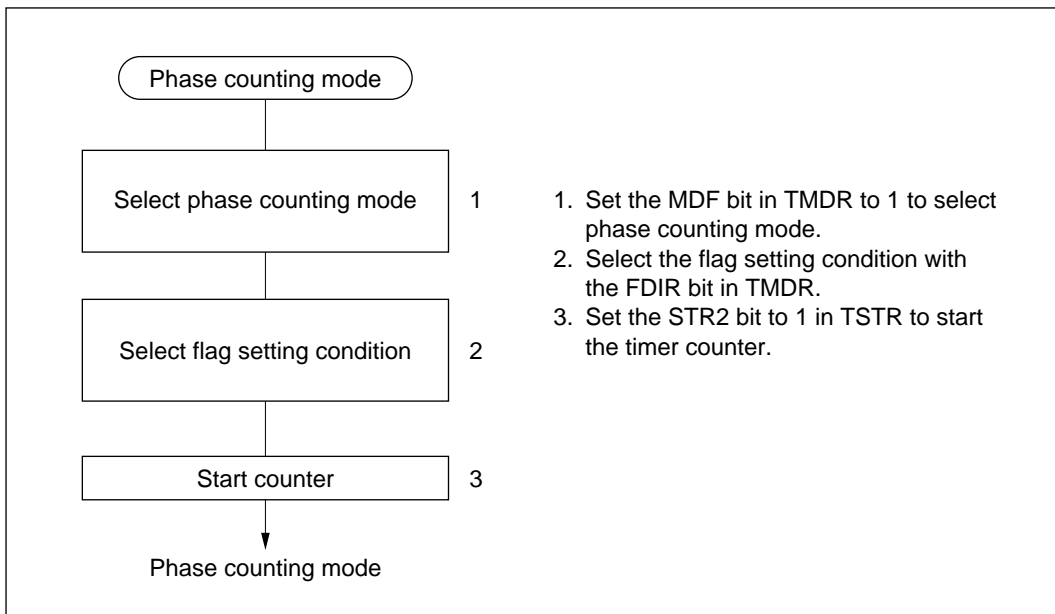 Phase counting mode
Select phase counting mode
1
Select flag setting condition
2
Start counter
3
Phase counting mode
1. Set the MDF bit in TMDR to 1 to select
phase counting mode.
2. Select the flag setting condition with
the FDIR bit in TMDR.
3. Set the STR2 bit to 1 in TSTR to start
the timer counter.